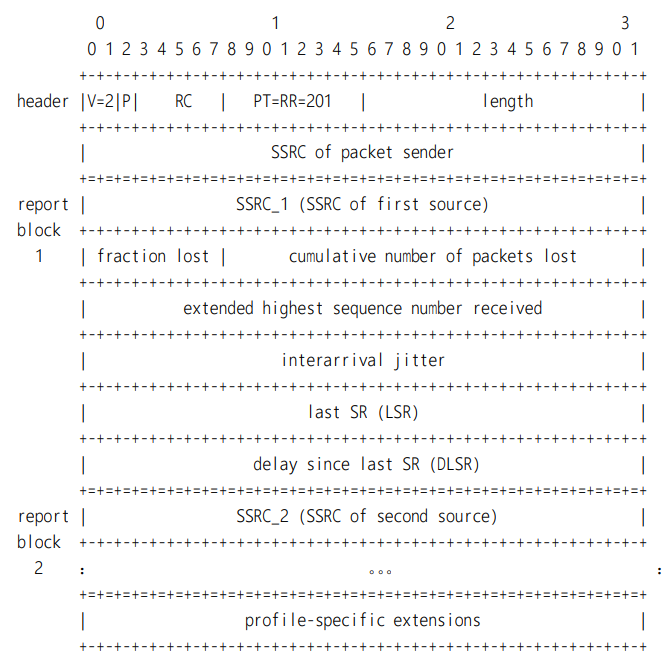 0                   1                   2                   3
        0 1 2 3 4 5 6 7 8 9 0 1 2 3 4 5 6 7 8 9 0 1 2 3 4 5 6 7 8 9 0 1
       +-+-+-+-+-+-+-+-+-+-+-+-+-+-+-+-+-+-+-+-+-+-+-+-+-+-+-+-+-+-+-+-+
header |V=2|P|    RC   |   PT=RR=201   |             length            |
       +-+-+-+-+-+-+-+-+-+-+-+-+-+-+-+-+-+-+-+-+-+-+-+-+-+-+-+-+-+-+-+-+
       |                     SSRC of packet sender                     |
       +=+=+=+=+=+=+=+=+=+=+=+=+=+=+=+=+=+=+=+=+=+=+=+=+=+=+=+=+=+=+=+=+
report |                 SSRC_1 (SSRC of first source)                 |
block  +-+-+-+-+-+-+-+-+-+-+-+-+-+-+-+-+-+-+-+-+-+-+-+-+-+-+-+-+-+-+-+-+
  1    | fraction lost |       cumulative number of packets lost       |
       +-+-+-+-+-+-+-+-+-+-+-+-+-+-+-+-+-+-+-+-+-+-+-+-+-+-+-+-+-+-+-+-+
       |           extended highest sequence number received           |
       +-+-+-+-+-+-+-+-+-+-+-+-+-+-+-+-+-+-+-+-+-+-+-+-+-+-+-+-+-+-+-+-+
       |                      interarrival jitter                      |
       +-+-+-+-+-+-+-+-+-+-+-+-+-+-+-+-+-+-+-+-+-+-+-+-+-+-+-+-+-+-+-+-+
       |                         last SR (LSR)                         |
       +-+-+-+-+-+-+-+-+-+-+-+-+-+-+-+-+-+-+-+-+-+-+-+-+-+-+-+-+-+-+-+-+
       |                   delay since last SR (DLSR)                  |
       +=+=+=+=+=+=+=+=+=+=+=+=+=+=+=+=+=+=+=+=+=+=+=+=+=+=+=+=+=+=+=+=+
report |                 SSRC_2 (SSRC of second source)                |
block  +-+-+-+-+-+-+-+-+-+-+-+-+-+-+-+-+-+-+-+-+-+-+-+-+-+-+-+-+-+-+-+-+
  2    :                               。。。                              :
       +=+=+=+=+=+=+=+=+=+=+=+=+=+=+=+=+=+=+=+=+=+=+=+=+=+=+=+=+=+=+=+=+
       |                  profile-specific extensions                  |
       +-+-+-+-+-+-+-+-+-+-+-+-+-+-+-+-+-+-+-+-+-+-+-+-+-+-+-+-+-+-+-+-+